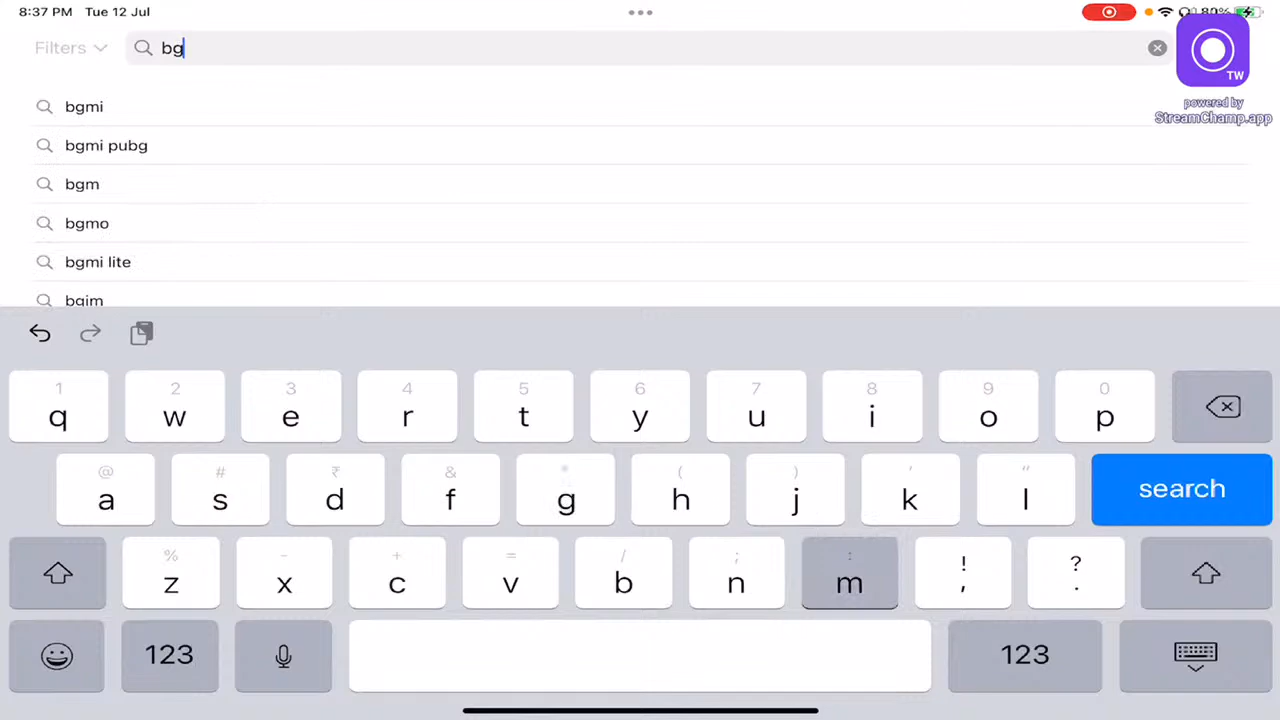 8:37 PM Tue 12 Jul
80%
Filters
bg
TW
powered by
StreamChamp.app
bgmi
bgmi pubg
bgm
bgmo
bgmi lite
bgim
1 2 3 4 5 6 7 8 9 0
q w e r t y u i o p
@ # ₹ & * ( ) ' "
a s d f g h j k l search
% - + = / ; : ! ?
z x c v b n m , .
123 123